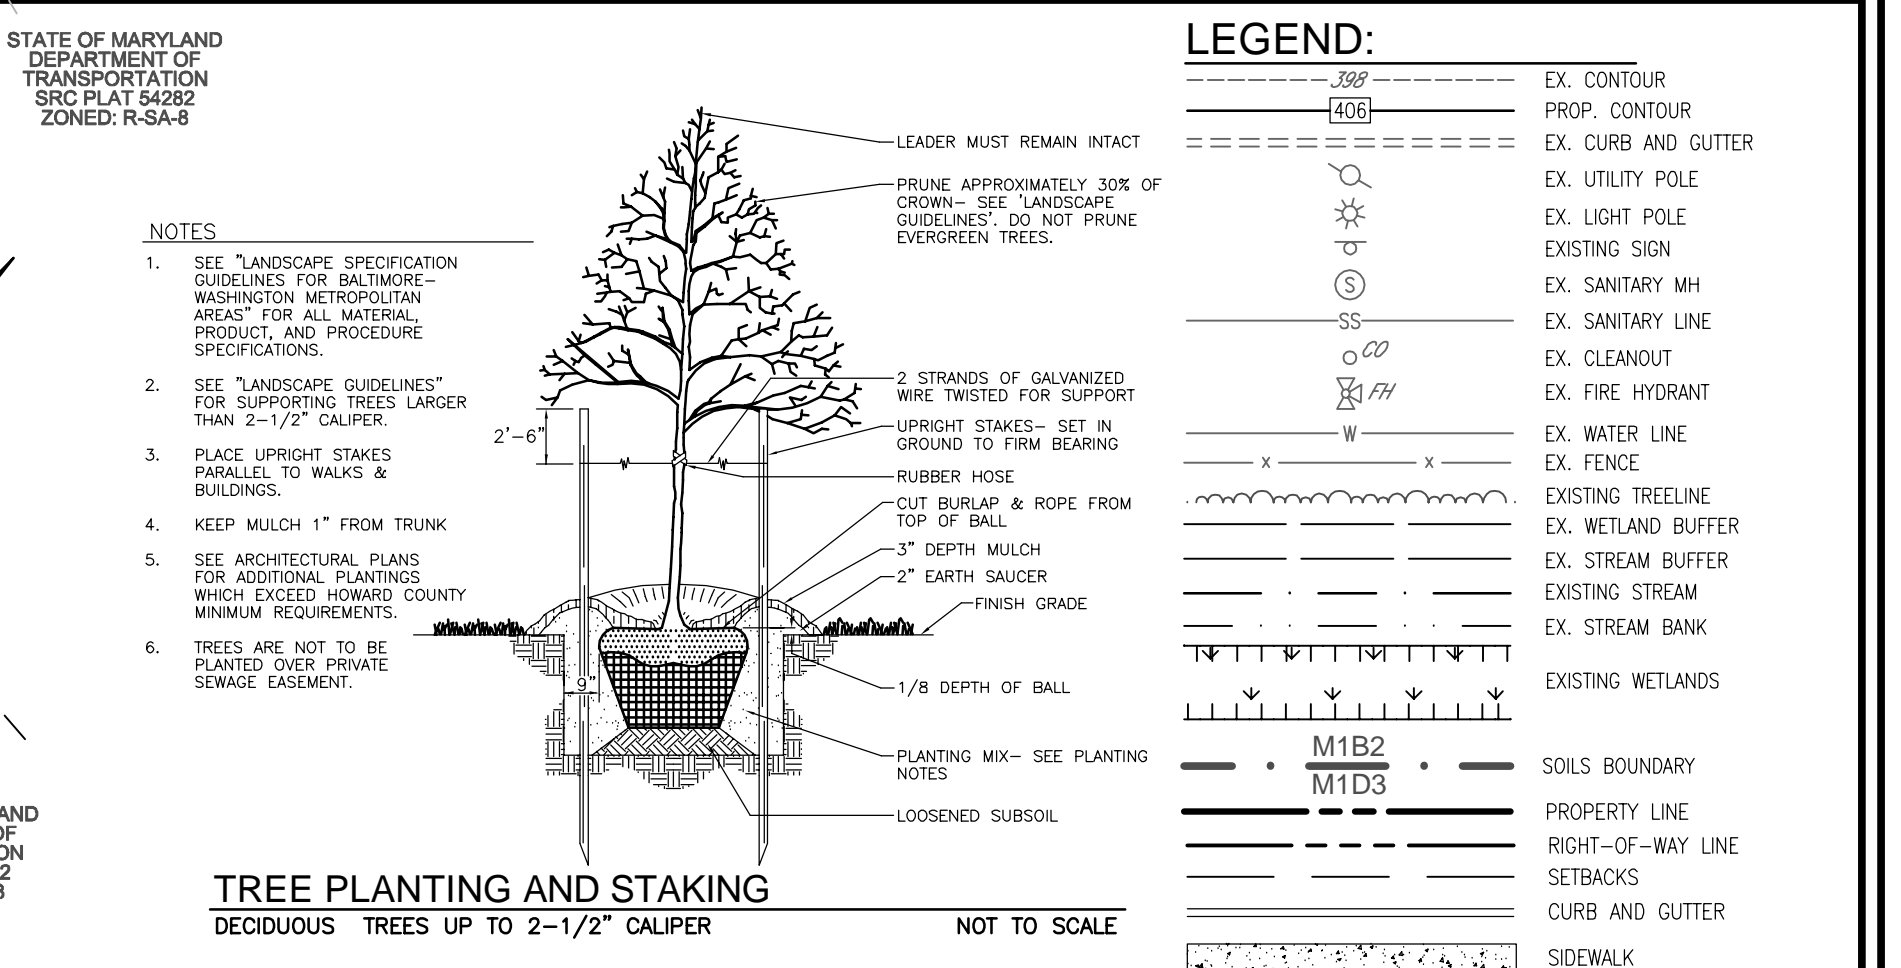 STATE OF MARYLAND
DEPARTMENT OF
TRANSPORTATION
SRC PLAT 54282
ZONED: R-SA-8
NOTES
1. SEE "LANDSCAPE SPECIFICATION
GUIDELINES FOR BALTIMORE-
WASHINGTON METROPOLITAN
AREAS" FOR ALL MATERIAL,
PRODUCT, AND PROCEDURE
SPECIFICATIONS.
2. SEE "LANDSCAPE GUIDELINES"
FOR SUPPORTING TREES LARGER
THAN 2-1/2" CALIPER.
3. PLACE UPRIGHT STAKES
PARALLEL TO WALKS &
BUILDINGS.
4. KEEP MULCH 1" FROM TRUNK
5. SEE ARCHITECTURAL PLANS
FOR ADDITIONAL PLANTINGS
WHICH EXCEED HOWARD COUNTY
MINIMUM REQUIREMENTS.
6. TREES ARE NOT TO BE
PLANTED OVER PRIVATE
SEWAGE EASEMENT.
AND
OF
ON
2
8
2'-6"
9"
LEADER MUST REMAIN INTACT
PRUNE APPROXIMATELY 30% OF
CROWN- SEE 'LANDSCAPE
GUIDELINES'. DO NOT PRUNE
EVERGREEN TREES.
2 STRANDS OF GALVANIZED
WIRE TWISTED FOR SUPPORT
UPRIGHT STAKES- SET IN
GROUND TO FIRM BEARING
RUBBER HOSE
CUT BURLAP & ROPE FROM
TOP OF BALL
3" DEPTH MULCH
2" EARTH SAUCER
FINISH GRADE
1/8 DEPTH OF BALL
PLANTING MIX- SEE PLANTING
NOTES
LOOSENED SUBSOIL
TREE PLANTING AND STAKING
DECIDUOUS TREES UP TO 2-1/2" CALIPER NOT TO SCALE
LEGEND:
398 EX. CONTOUR
406 PROP. CONTOUR
EX. CURB AND GUTTER
EX. UTILITY POLE
EX. LIGHT POLE
EXISTING SIGN
S EX. SANITARY MH
SS EX. SANITARY LINE
CO EX. CLEANOUT
FH EX. FIRE HYDRANT
W EX. WATER LINE
x x EX. FENCE
EXISTING TREELINE
EX. WETLAND BUFFER
EX. STREAM BUFFER
EXISTING STREAM
EX. STREAM BANK
EXISTING WETLANDS
M1B2
SOILS BOUNDARY
M1D3
PROPERTY LINE
RIGHT-OF-WAY LINE
SETBACKS
CURB AND GUTTER
SIDEWALK